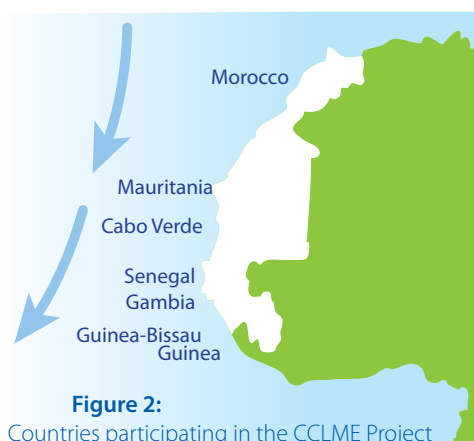 Morocco
Mauritania
Cabo Verde
Senegal
Gambia
Guinea-Bissau
Guinea
Figure 2:
Countries participating in the CCLME Project